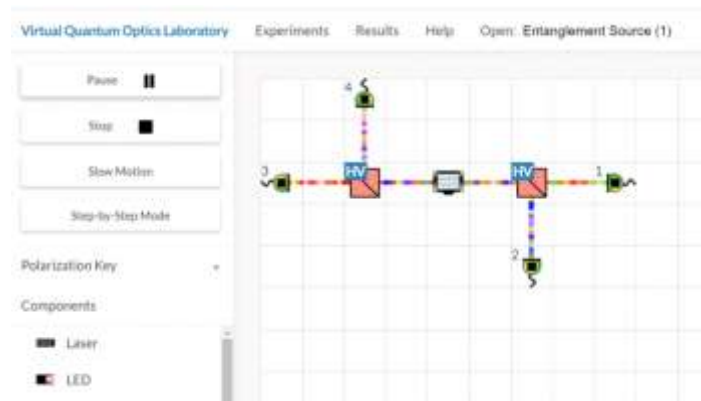 Virtual Quantum Optics Laboratory Experiments Results Help Open: Entanglement Source (1)
Pause
Stop
Slow Motion
Step-by-Step Mode
Polarization Key
Components
Laser
LED
4
3 HV HV 1
2